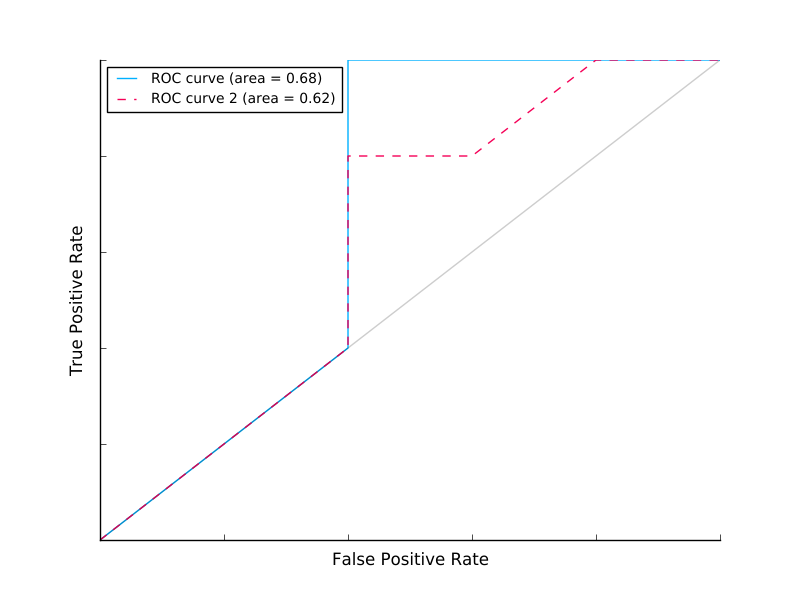 ROC curve (area = 0.68)
ROC curve 2 (area = 0.62)
True Positive Rate
False Positive Rate